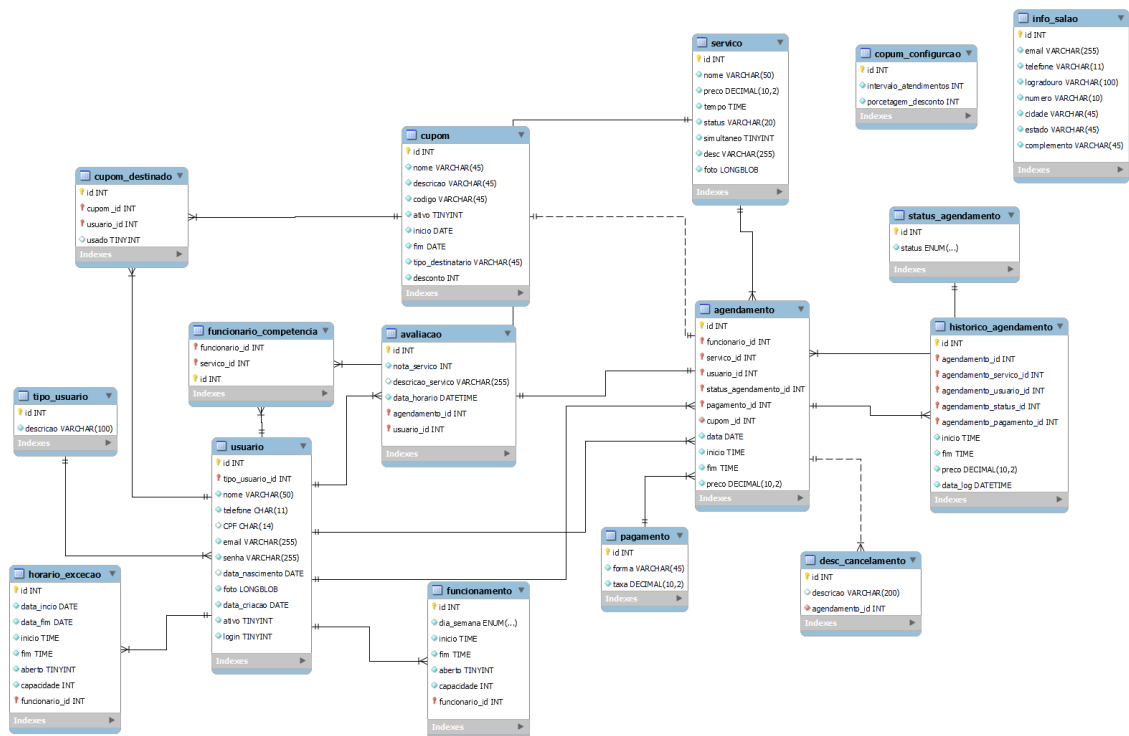 info_salao
id INT
email VARCHAR(255)
telefone VARCHAR(11)
logradouro VARCHAR(100)
numero VARCHAR(10)
cidade VARCHAR(45)
estado VARCHAR(45)
complemento VARCHAR(45)
Indexes
servico
id INT
nome VARCHAR(50)
preco DECIMAL(10,2)
tempo TIME
status VARCHAR(20)
simultaneo TINYINT
desc VARCHAR(255)
foto LONGBLOB
Indexes
copum_configurcao
id INT
intervalo_atendimentos INT
porcetagem_desconto INT
Indexes
cupom
id INT
nome VARCHAR(45)
descricao VARCHAR(45)
codigo VARCHAR(45)
ativo TINYINT
inicio DATE
fim DATE
tipo_destinatario VARCHAR(45)
desconto INT
Indexes
cupom_destinado
id INT
cupom_id INT
usuario_id INT
usado TINYINT
Indexes
status_agendamento
id INT
status ENUM(...)
Indexes
agendamento
id INT
funcionario_id INT
servico_id INT
usuario_id INT
status_agendamento_id INT
pagamento_id INT
cupom_id INT
data DATE
inicio TIME
fim TIME
preco DECIMAL(10,2)
Indexes
historico_agendamento
id INT
agendamento_id INT
agendamento_servico_id INT
agendamento_usuario_id INT
agendamento_status_id INT
agendamento_pagamento_id INT
inicio TIME
fim TIME
preco DECIMAL(10,2)
data_log DATETIME
Indexes
funcionario_competencia
funcionario_id INT
servico_id INT
id INT
Indexes
avaliacao
id INT
nota_servico INT
descricao_servico VARCHAR(255)
data_horario DATETIME
agendamento_id INT
usuario_id INT
Indexes
tipo_usuario
id INT
descricao VARCHAR(100)
Indexes
usuario
id INT
tipo_usuario_id INT
nome VARCHAR(50)
telefone CHAR(11)
CPF CHAR(14)
email VARCHAR(255)
senha VARCHAR(255)
data_nascimento DATE
foto LONGBLOB
data_criacao DATE
ativo TINYINT
login TINYINT
Indexes
pagamento
id INT
forma VARCHAR(45)
taxa DECIMAL(10,2)
Indexes
desc_cancelamento
id INT
descricao VARCHAR(200)
agendamento_id INT
Indexes
horario_excecao
id INT
data_incio DATE
data_fim DATE
inicio TIME
fim TIME
aberto TINYINT
capacidade INT
funcionario_id INT
Indexes
funcionamento
id INT
dia_semana ENUM(...)
inicio TIME
fim TIME
aberto TINYINT
capacidade INT
funcionario_id INT
Indexes